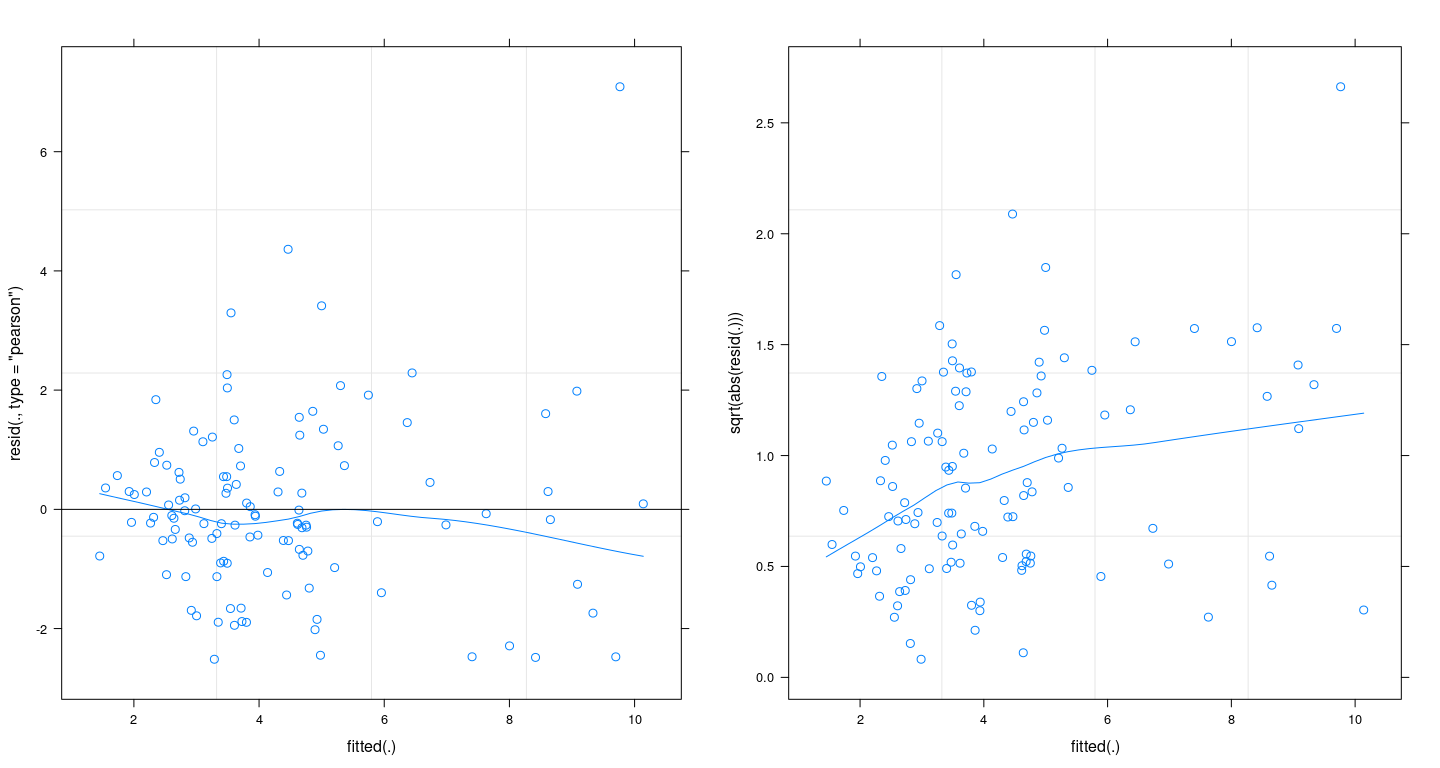 resid(., type = "pearson")
6
4
2
0
-2
2 4 6 8 10
fitted(.)
sqrt(abs(resid(.)))
2.5
2.0
1.5
1.0
0.5
0.0
2 4 6 8 10
fitted(.)